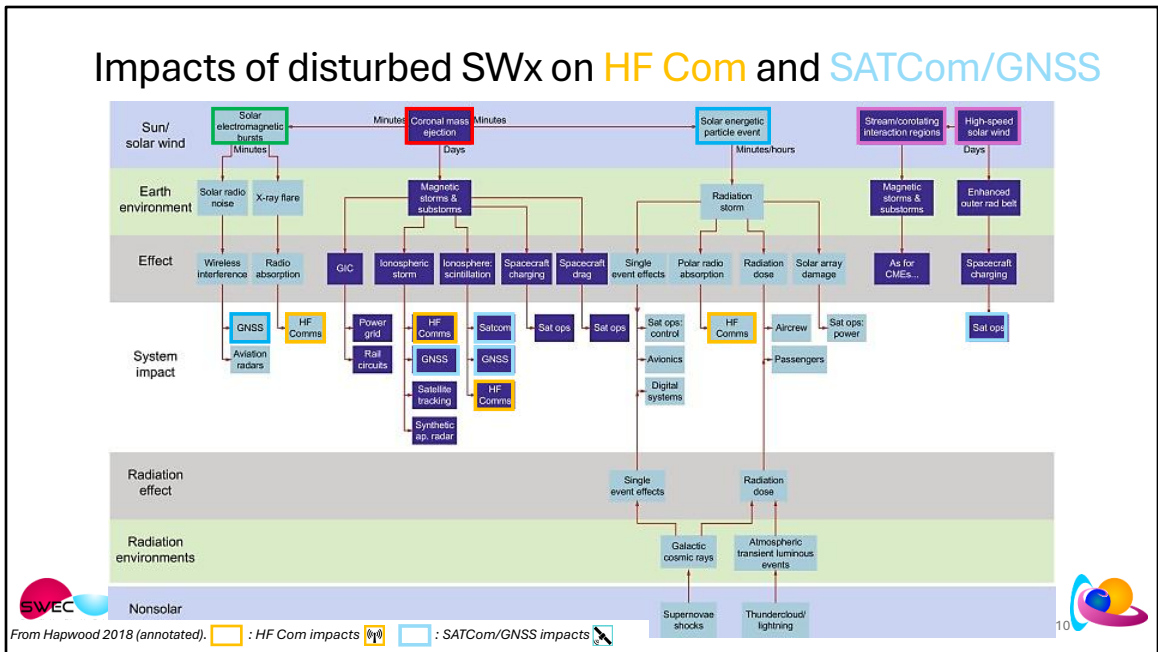 Impacts of disturbed SWx on HF Com and SATCom/GNSS
Sun/
solar wind
Solar
electromagnetic
bursts
Minutes
Coronal mass
ejection
Minutes
Solar energetic
particle event
Stream/corotating
interaction regions
High-speed
solar wind
Minutes
Days
Minutes/hours
Days
Earth
environment
Solar radio
noise
X-ray flare
Magnetic
storms &
substorms
Radiation
storm
Magnetic
storms &
substorms
Enhanced
outer rad belt
Effect
Wireless
interference
Radio
absorption
GIC
Ionospheric
storm
Ionosphere:
scintillation
Spacecraft
charging
Spacecraft
drag
Single
event effects
Polar radio
absorption
Radiation
dose
Solar array
damage
As for
CMEs...
Spacecraft
charging
System
impact
GNSS
Aviation
radars
HF
Comms
Power
grid
Rail
circuits
HF
Comms
GNSS
Satellite
tracking
Synthetic
ap. radar
Satcom
GNSS
HF
Comms
Sat ops
Sat ops
Sat ops:
control
Avionics
Digital
systems
HF
Comms
Aircrew
Passengers
Sat ops:
power
Sat ops
Radiation
effect
Single
event effects
Radiation
dose
Radiation
environments
Galactic
cosmic rays
Atmospheric
transient luminous
events
Nonsolar
Supernovae
shocks
Thundercloud/
lightning
SWEC
From Hapwood 2018 (annotated). : HF Com impacts : SATCom/GNSS impacts
10